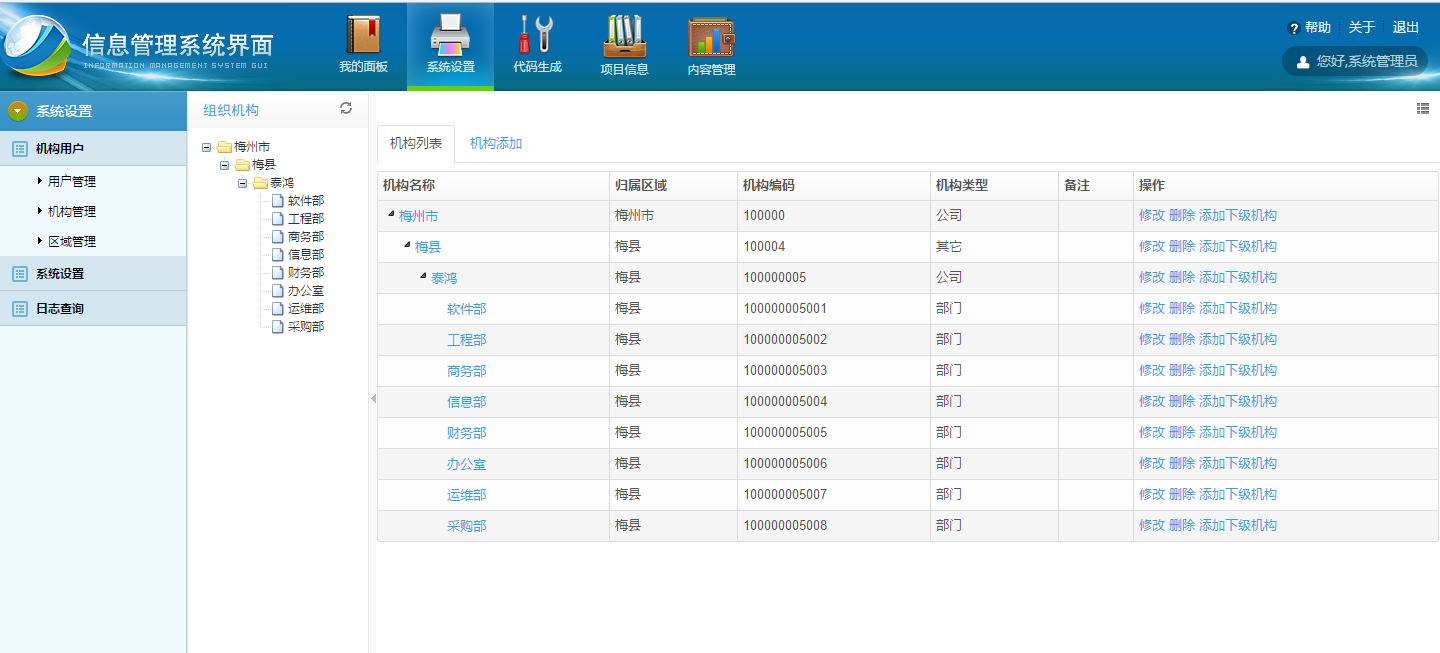 信息管理系统界面
INFORMATION MANAGEMENT SYSTEM GUI
我的面板 系统设置 代码生成 项目信息 内容管理
? 帮助 关于 退出
您好,系统管理员
系统设置
机构用户
用户管理
机构管理
区域管理
系统设置
日志查询
组织机构
梅州市
梅县
泰鸿
软件部
工程部
商务部
信息部
财务部
办公室
运维部
采购部
机构列表 机构添加
机构名称 归属区域 机构编码 机构类型 备注 操作
梅州市 梅州市 100000 公司 修改 删除 添加下级机构
梅县 梅县 100004 其它 修改 删除 添加下级机构
泰鸿 梅县 100000005 公司 修改 删除 添加下级机构
软件部 梅县 100000005001 部门 修改 删除 添加下级机构
工程部 梅县 100000005002 部门 修改 删除 添加下级机构
商务部 梅县 100000005003 部门 修改 删除 添加下级机构
信息部 梅县 100000005004 部门 修改 删除 添加下级机构
财务部 梅县 100000005005 部门 修改 删除 添加下级机构
办公室 梅县 100000005006 部门 修改 删除 添加下级机构
运维部 梅县 100000005007 部门 修改 删除 添加下级机构
采购部 梅县 100000005008 部门 修改 删除 添加下级机构